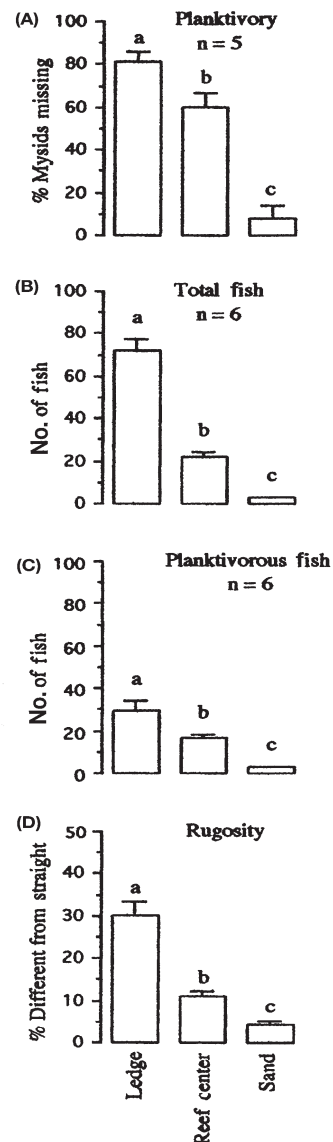 (A) 100 Planktivory
n = 5
80
60
40
20
0
% Mysids missing
a
b
c
(B) 100 Total fish
n = 6
80
60
40
20
0
No. of fish
a
b
c
(C) 100 Planktivorous fish
n = 6
80
60
40
20
0
No. of fish
a
b
c
(D) 50 Rugosity
40
30
20
10
0
% Different from straight
a
b
c
Ledge
Reef center
Sand